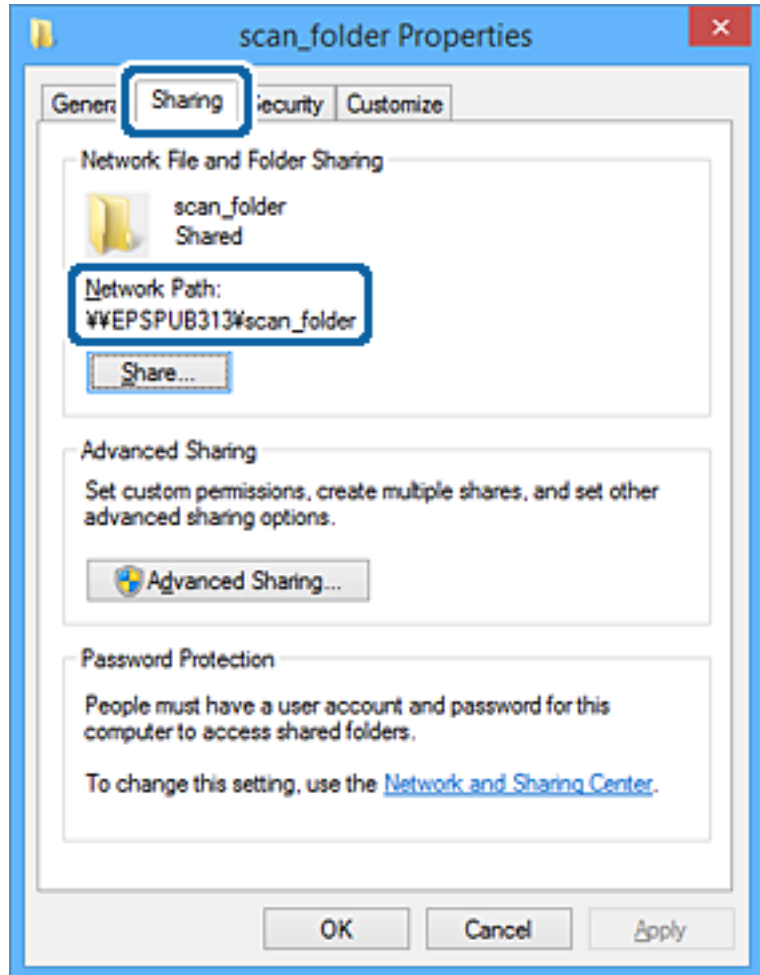 scan_folder Properties
General Sharing Security Customize
Network File and Folder Sharing
scan_folder
Shared
Network Path:
¥¥EPSPUB313¥scan_folder
Share...
Advanced Sharing
Set custom permissions, create multiple shares, and set other
advanced sharing options.
Advanced Sharing...
Password Protection
People must have a user account and password for this
computer to access shared folders.
To change this setting, use the Network and Sharing Center.
OK Cancel Apply